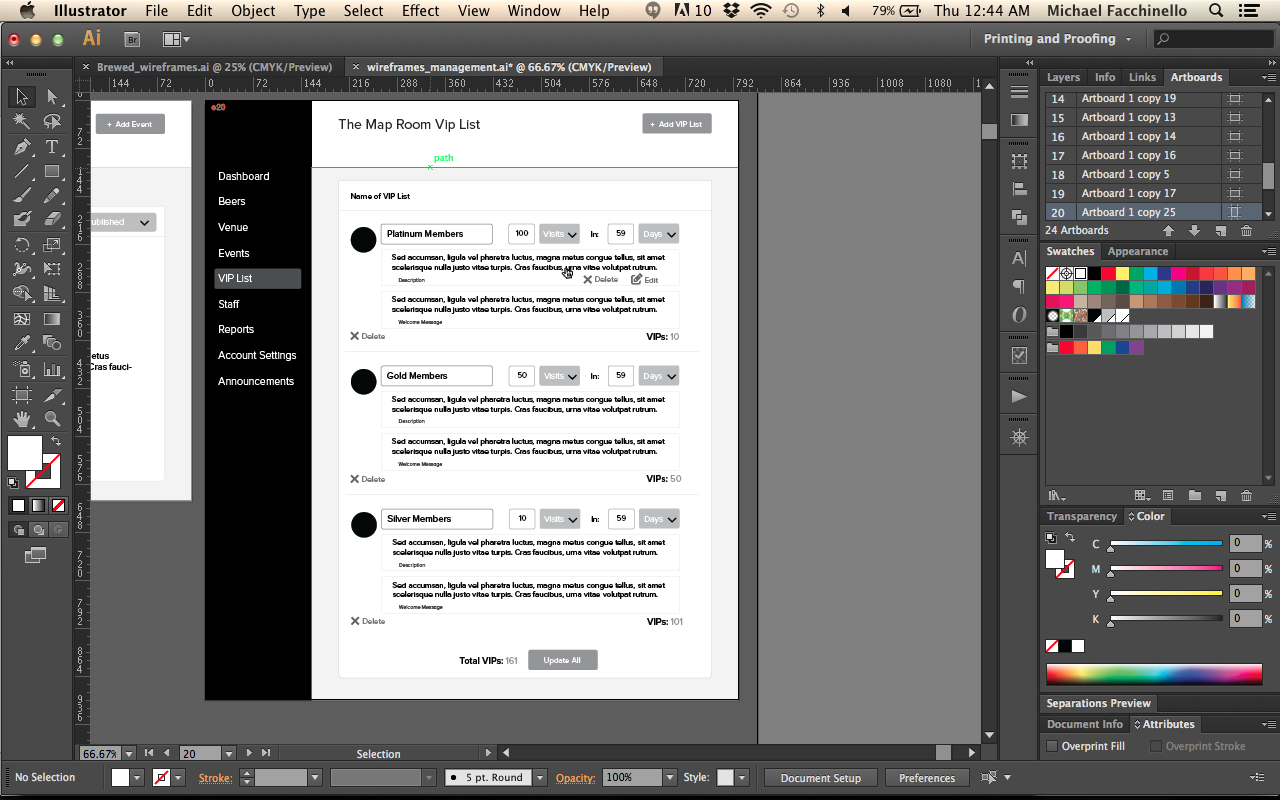 Illustrator File Edit Object Type Select Effect View Window Help 10 79% Thu 12:44 AM Michael Facchinello
Ai Br Printing and Proofing
Brewed_wireframes.ai @ 25% (CMYK/Preview) wireframes_management.ai* @ 66.67% (CMYK/Preview)
144 72 0 72 144 216 288 360 432 504 576 648 720 792 864 936 1008 1080
+ Add Event
ublished
etus
Cras fauci-
20
Dashboard
Beers
Venue
Events
VIP List
Staff
Reports
Account Settings
Announcements
The Map Room Vip List
+ Add VIP List
path
Name of VIP List
Platinum Members 100 Visits In: 59 Days
Sed accumsan, ligula vel pharetra luctus, magna metus congue tellus, sit amet
scelerisque nulla justo vitae turpis. Cras faucibus, urna vitae volutpat rutrum.
Description
Delete Edit
Sed accumsan, ligula vel pharetra luctus, magna metus congue tellus, sit amet
scelerisque nulla justo vitae turpis. Cras faucibus, urna vitae volutpat rutrum.
Welcome Message
Delete VIPs: 10
Gold Members 50 Visits In: 59 Days
Sed accumsan, ligula vel pharetra luctus, magna metus congue tellus, sit amet
scelerisque nulla justo vitae turpis. Cras faucibus, urna vitae volutpat rutrum.
Description
Sed accumsan, ligula vel pharetra luctus, magna metus congue tellus, sit amet
scelerisque nulla justo vitae turpis. Cras faucibus, urna vitae volutpat rutrum.
Welcome Message
Delete VIPs: 50
Silver Members 10 Visits In: 59 Days
Sed accumsan, ligula vel pharetra luctus, magna metus congue tellus, sit amet
scelerisque nulla justo vitae turpis. Cras faucibus, urna vitae volutpat rutrum.
Description
Sed accumsan, ligula vel pharetra luctus, magna metus congue tellus, sit amet
scelerisque nulla justo vitae turpis. Cras faucibus, urna vitae volutpat rutrum.
Welcome Message
Delete VIPs: 101
Total VIPs: 161 Update All
Layers Info Links Artboards
14 Artboard 1 copy 19
15 Artboard 1 copy 13
16 Artboard 1 copy 14
17 Artboard 1 copy 16
18 Artboard 1 copy 5
19 Artboard 1 copy 17
20 Artboard 1 copy 25
24 Artboards
Swatches Appearance
Transparency Color
C 0 %
M 0 %
Y 0 %
K 0 %
Separations Preview
Document Info Attributes
Overprint Fill Overprint Stroke
66.67% 20 Selection
No Selection Stroke: 5 pt. Round Opacity: 100% Style: Document Setup Preferences